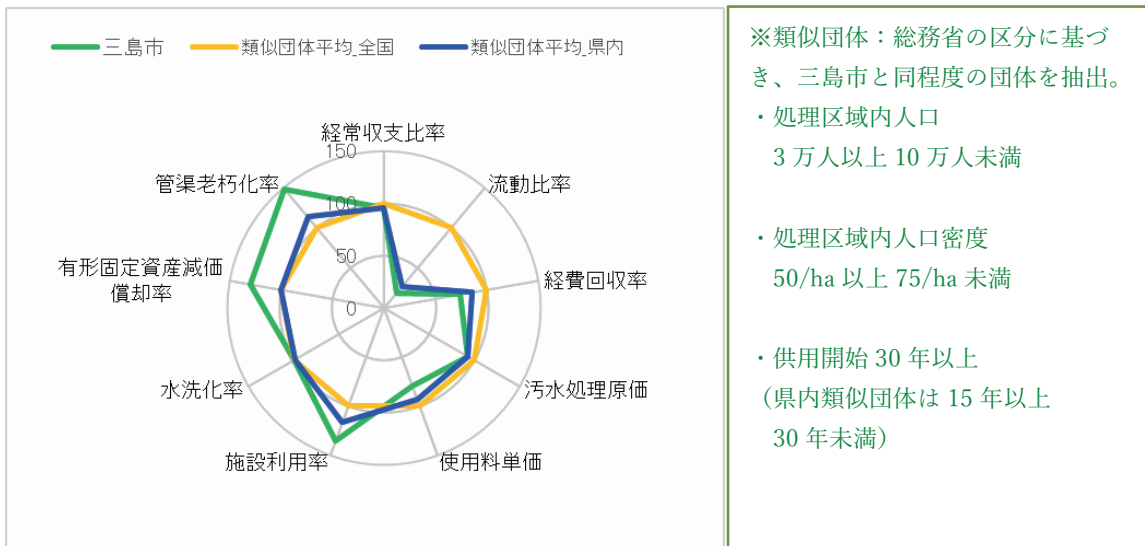 三島市 類似団体平均_全国 類似団体平均_県内
経常収支比率
150
管渠老朽化率
流動比率
100
有形固定資産減価
償却率
50
経費回収率
0
水洗化率
汚水処理原価
施設利用率
使用料単価
※類似団体：総務省の区分に基づ
き、三島市と同程度の団体を抽出。
・処理区域内人口
3 万人以上 10 万人未満
・処理区域内人口密度
50/ha 以上 75/ha 未満
・供用開始 30 年以上
（県内類似団体は 15 年以上
30 年未満）